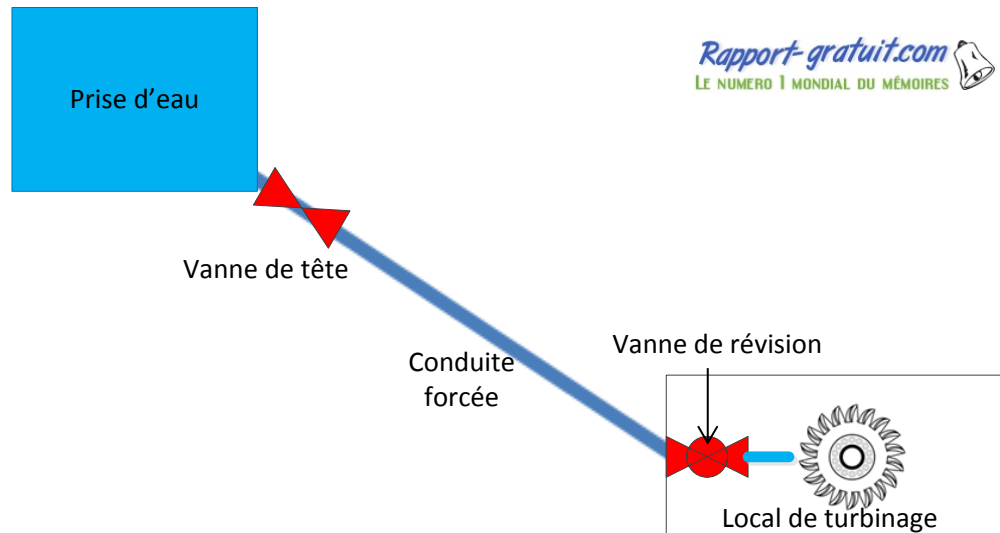 Rapport-gratuit.com
LE NUMERO 1 MONDIAL DU MÉMOIRES
Prise d’eau
Vanne de tête
Vanne de révision
Conduite
forcée
Local de turbinage